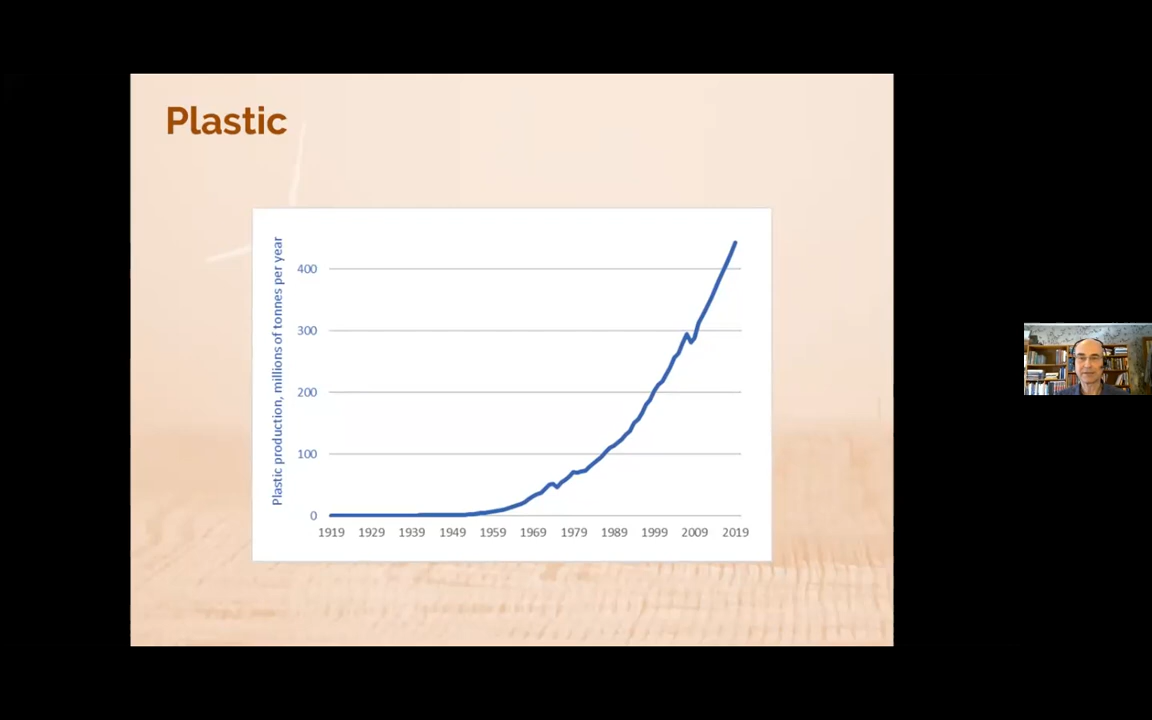 Plastic
Plastic production, millions of tonnes per year
400
300
200
100
0
1919 1929 1939 1949 1959 1969 1979 1989 1999 2009 2019